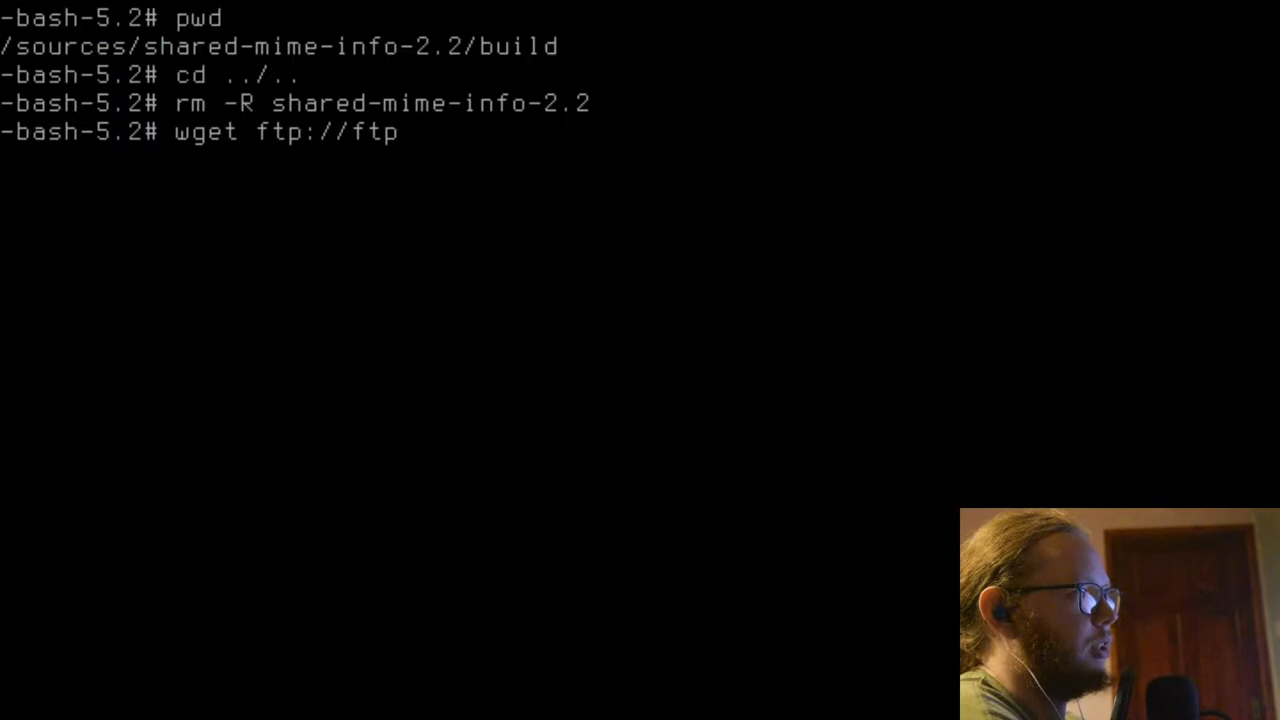 -bash-5.2# pwd
/sources/shared-mime-info-2.2/build
-bash-5.2# cd ../..
-bash-5.2# rm -R shared-mime-info-2.2
-bash-5.2# wget ftp://ftp